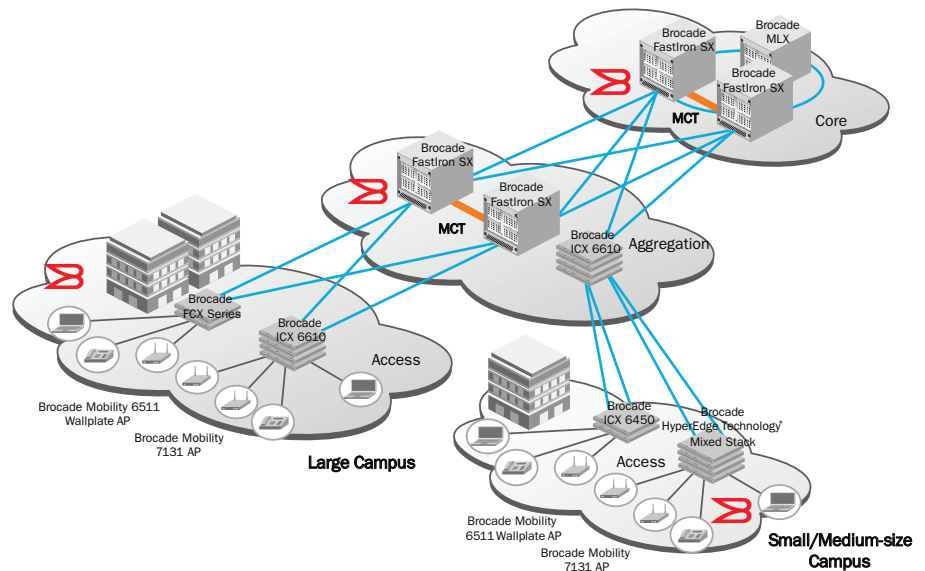 Brocade
FastIron SX
Brocade
MLX
Brocade
FastIron SX
MCT
Core
Brocade
FastIron SX
Brocade
FastIron SX
MCT
Brocade
ICX 6610
Aggregation
Brocade
FCX Series
Brocade
ICX 6610
Access
Brocade Mobility 6511
Wallplate AP
Brocade Mobility
7131 AP
Large Campus
Brocade
ICX 6450
Brocade
HyperEdge Technology*
Mixed Stack
Access
Brocade Mobility
6511 Wallplate AP
Brocade Mobility
7131 AP
Small/Medium-size
Campus